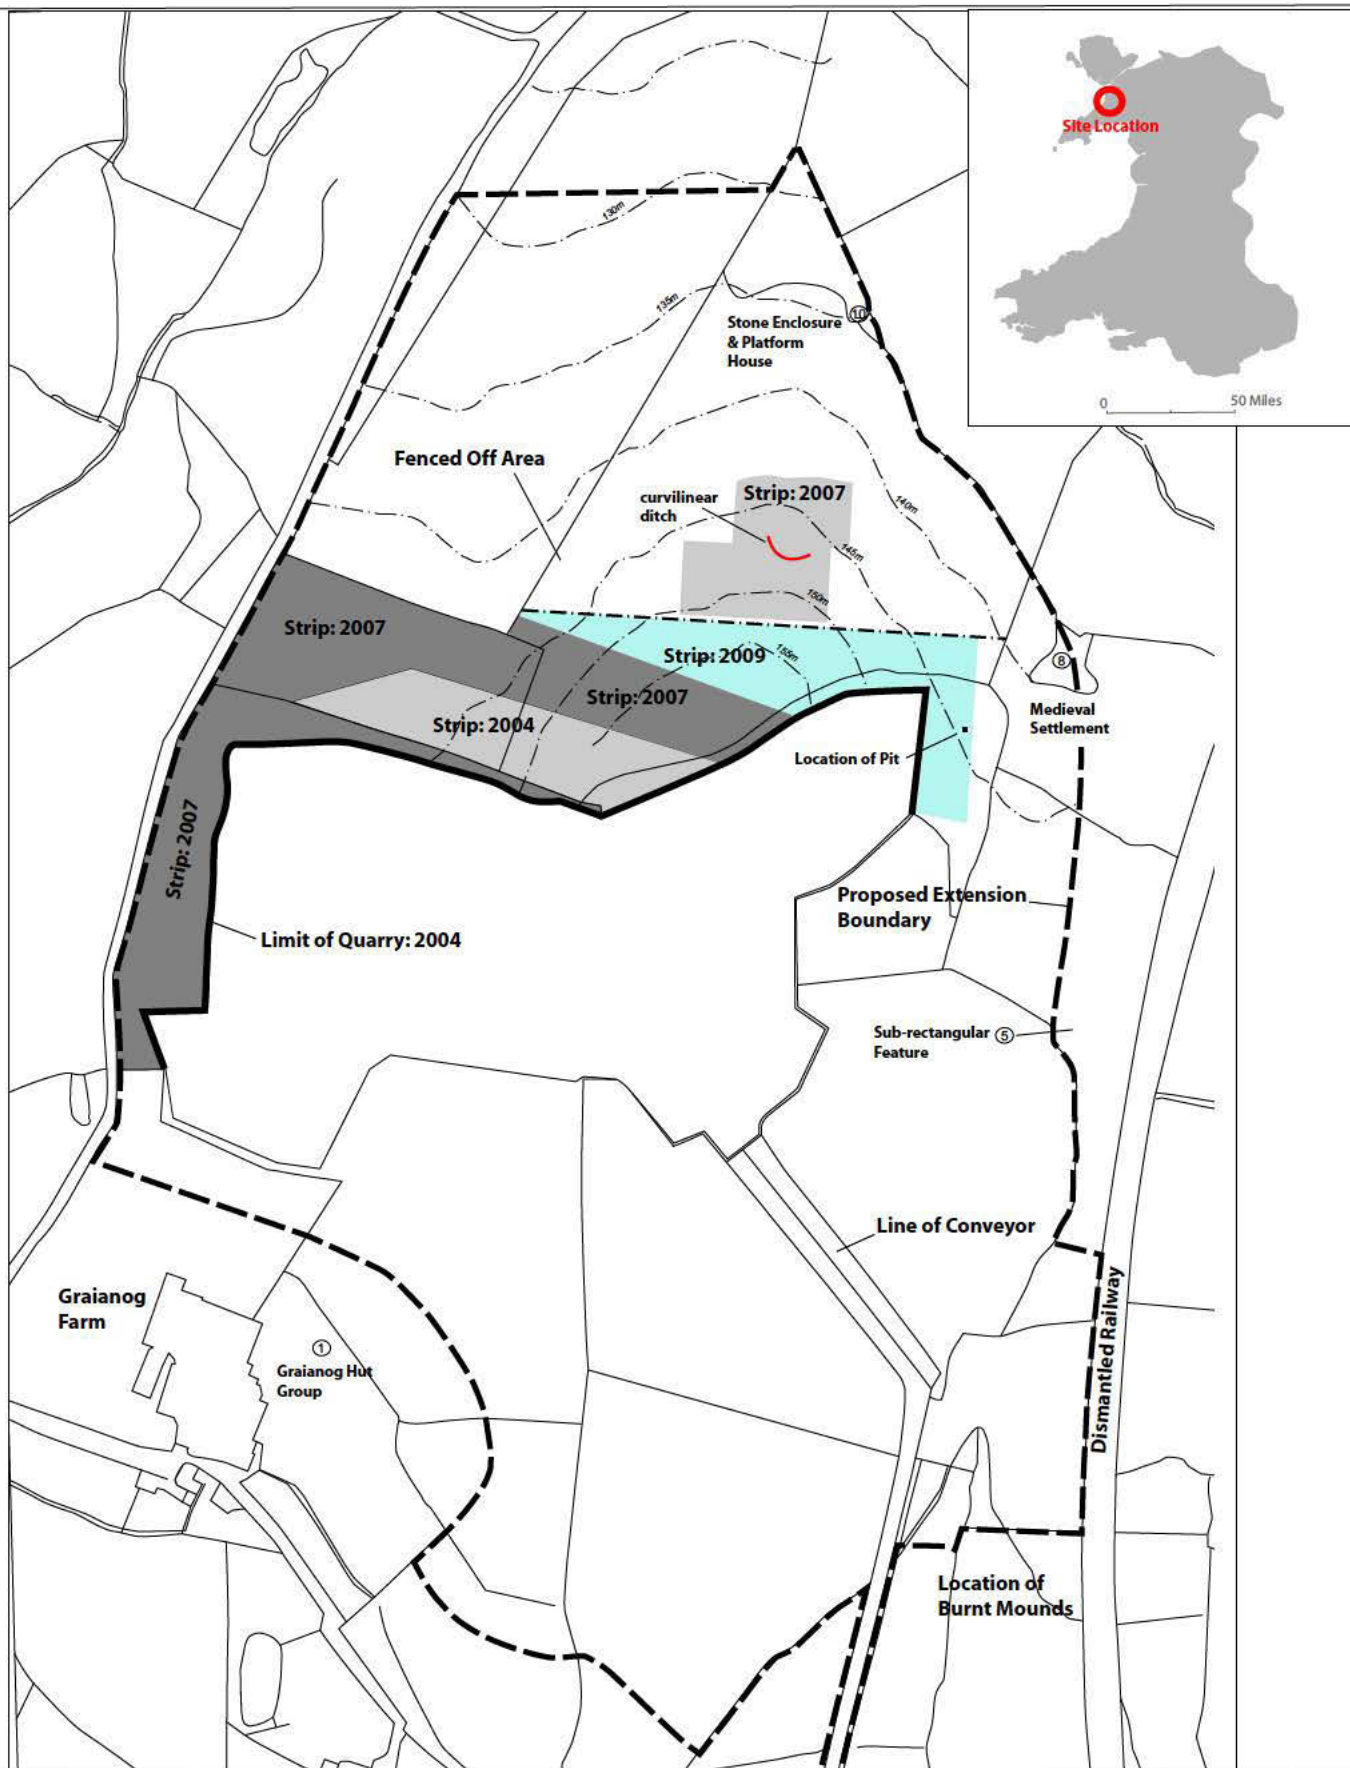 Site Location
0
50 Miles
130m
135m
Stone Enclosure
& Platform
House
10
Fenced Off Area
curvilinear
ditch
Strip: 2007
140m
145m
150m
Strip: 2007
Strip: 2009
155m
8
Strip: 2007
Strip: 2004
Medieval
Settlement
Location of Pit
Strip: 2007
Proposed Extension
Boundary
Limit of Quarry: 2004
Sub-rectangular
Feature
5
Line of Conveyor
Graianog
Farm
Dismantled Railway
1
Graianog Hut
Group
Location of
Burnt Mounds